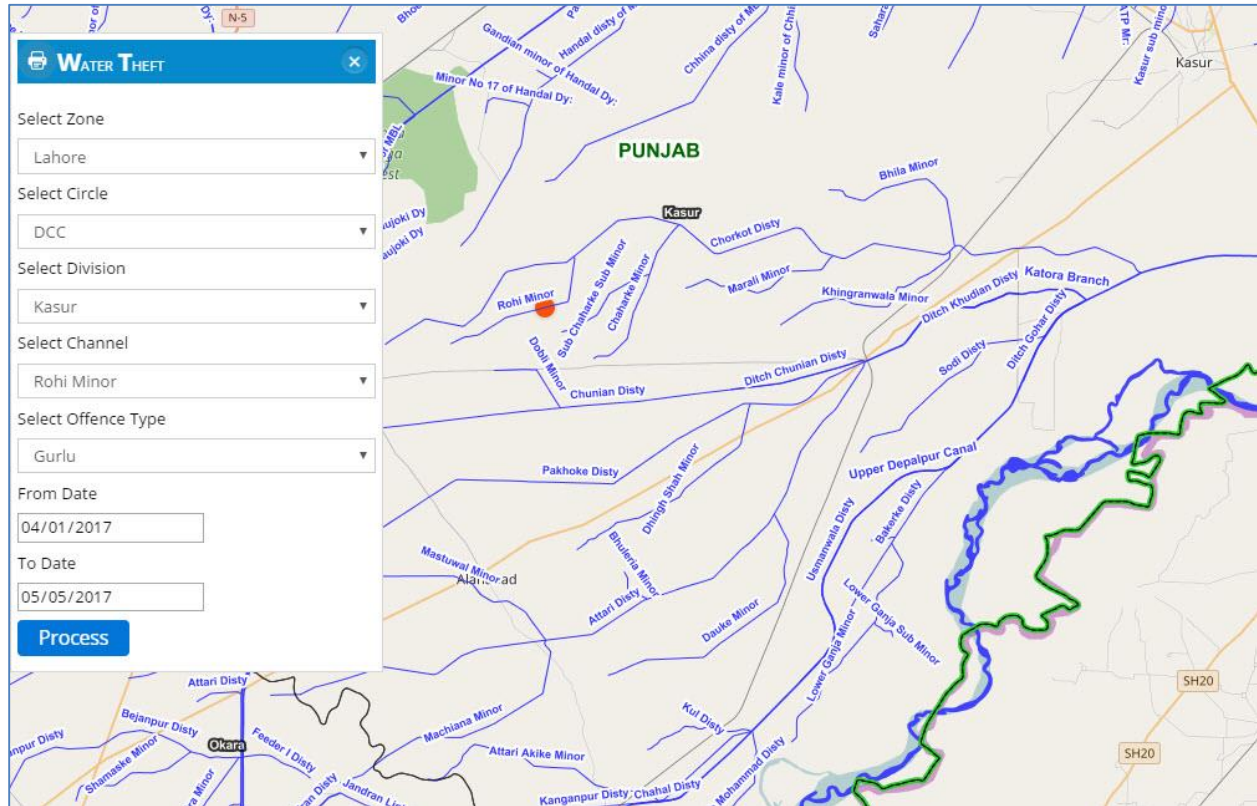 WATER THEFT
Select Zone
Lahore
Select Circle
DCC
Select Division
Kasur
Select Channel
Rohi Minor
Select Offence Type
Gurlu
From Date
04/01/2017
To Date
05/05/2017
Process
N-5
Gandian minor of Handal Dy:
Handal disty of
Minor No 17 of Handal Dy:
Chhina disty of MBL
Kale minor of Chhi
Kasur sub minor
Kasur
PUNJAB
Bhila Minor
Kasur
Chorkot Disty
Marali Minor
Katora Branch
Khingranwala Minor
Ditch Khudian Disty
Rohi Minor
Sub Chaharke Sub Minor
Chaharke Minor
Dobli Minor
Ditch Gohar Disty
Sodi Disty
Ditch Chunian Disty
Chunian Disty
Pakhoke Disty
Dhingh Shah Minor
Upper Depalpur Canal
Bakerke Disty
Usmanwala Disty
Bhuleria Minor
Mastuwal Minor
Attari Disty
Dauke Minor
Lower Ganja Sub Minor
Lower Ganja Minor
SH20
Attari Disty
Bejanpur Disty
Okara
Feeder I Disty
Shamaske Minor
Machiana Minor
Kul Disty
Attari Akike Minor
SH20
Kanganpur Disty
Chahal Disty
Mohammad Disty